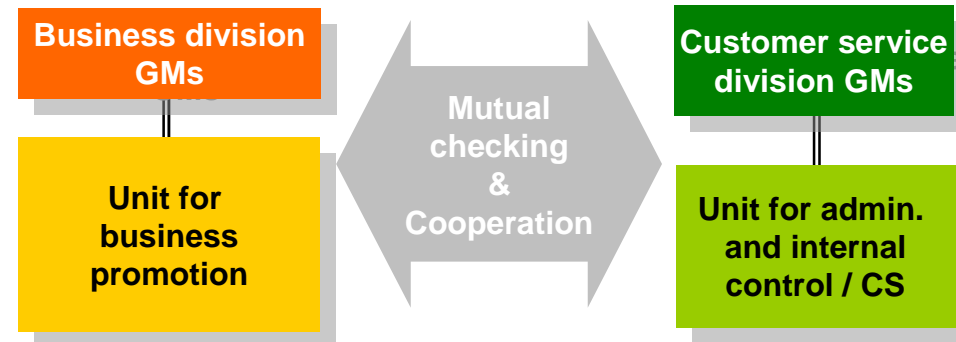 Business division
GMs
Unit for
business
promotion
Mutual
checking
&
Cooperation
Customer service
division GMs
Unit for admin.
and internal
control / CS